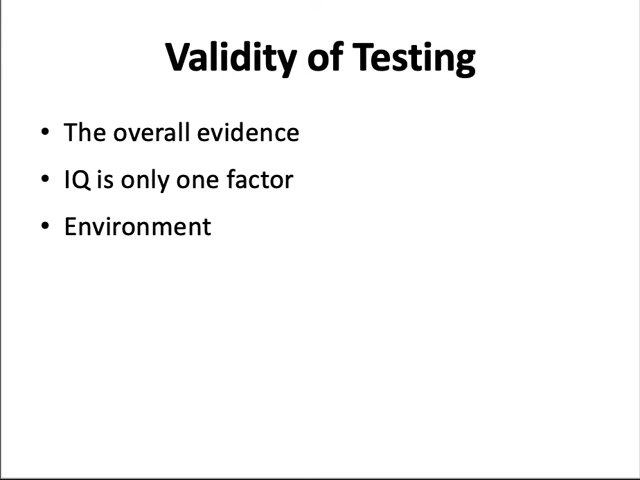 Validity of Testing
• The overall evidence
• IQ is only one factor
• Environment